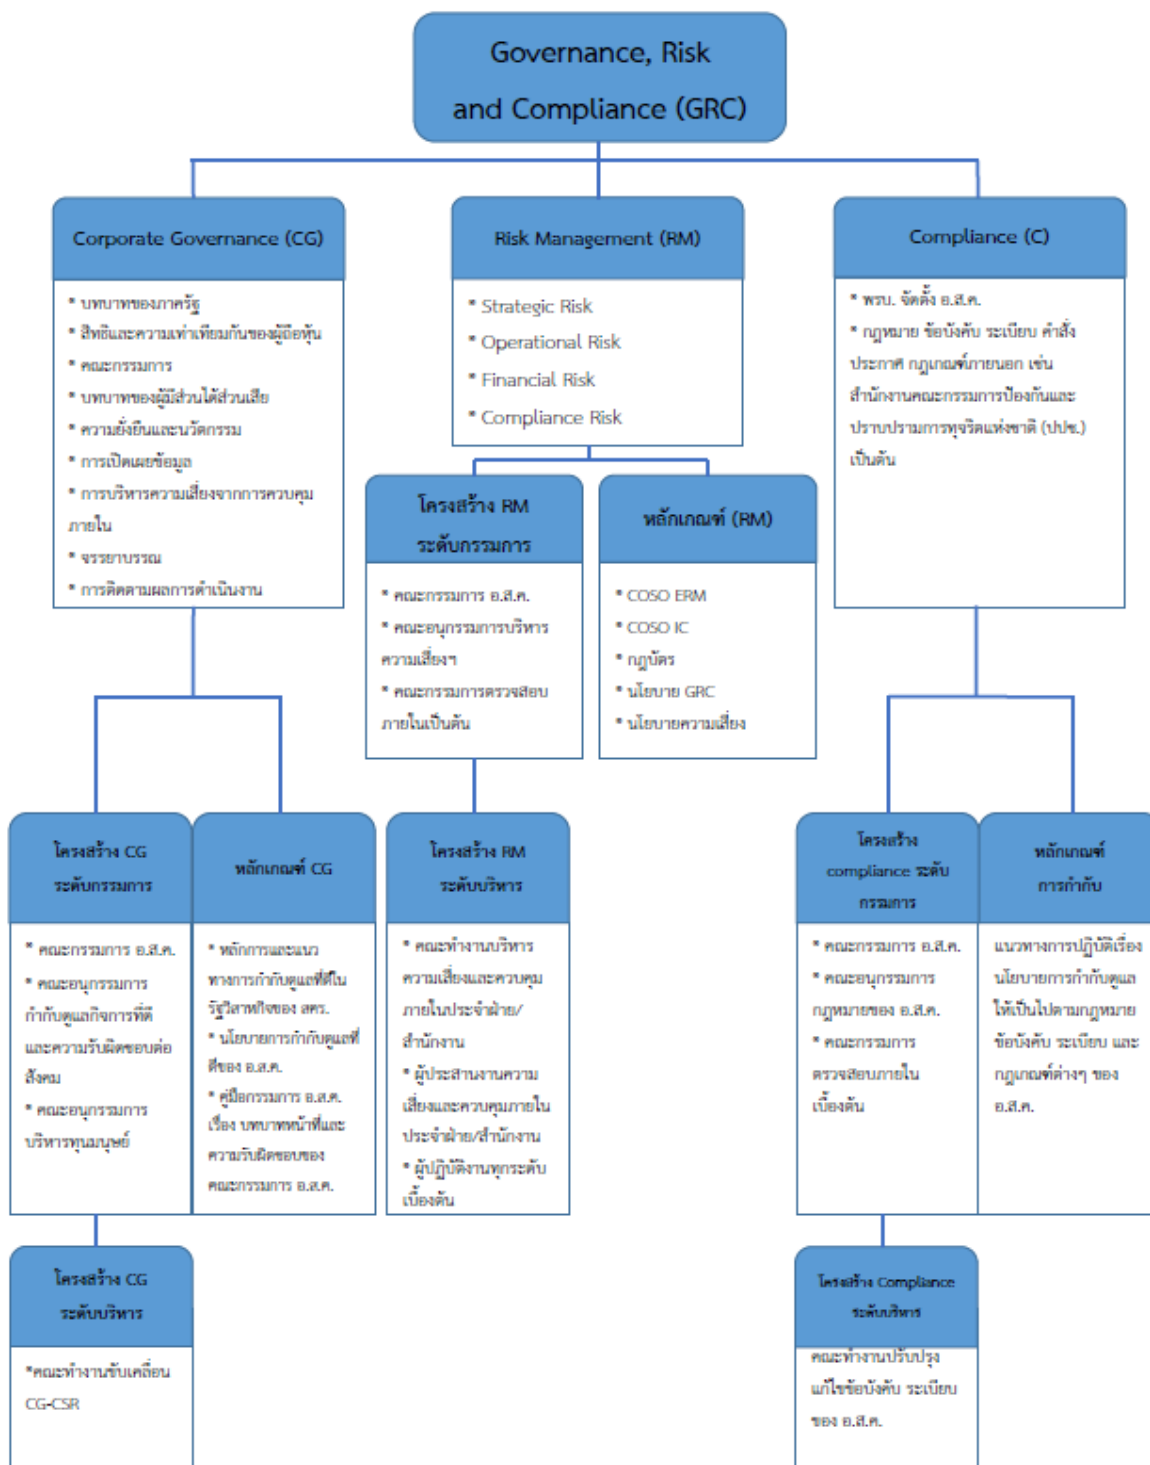 Governance, Risk
and Compliance (GRC)
Corporate Governance (CG)
* บทบาทของภาครัฐ
* สิทธิและความเท่าเทียมกันของผู้ถือหุ้น
* คณะกรรมการ
* บทบาทของผู้มีส่วนได้ส่วนเสีย
* ความยั่งยืนและนวัตกรรม
* การเปิดเผยข้อมูล
* การบริหารความเสี่ยงจากการควบคุม
ภายใน
* จรรยาบรรณ
* การติดตามผลการดำเนินงาน
Risk Management (RM)
* Strategic Risk
* Operational Risk
* Financial Risk
* Compliance Risk
Compliance (C)
* พรบ. จัดตั้ง อ.ส.ค.
* กฎหมาย ข้อบังคับ ระเบียบ คำสั่ง
ประกาศ กฎเกณฑ์ภายนอก เช่น
สำนักงานคณะกรรมการป้องกันและ
ปราบปรามการทุจริตแห่งชาติ (ปปช.)
เป็นต้น
โครงสร้าง RM
ระดับกรรมการ
* คณะกรรมการ อ.ส.ค.
* คณะอนุกรรมการบริหาร
ความเสี่ยงฯ
* คณะกรรมการตรวจสอบ
ภายในเป็นต้น
หลักเกณฑ์ (RM)
* COSO ERM
* COSO IC
* กฎบัตร
* นโยบาย GRC
* นโยบายความเสี่ยง
โครงสร้าง CG
ระดับกรรมการ
* คณะกรรมการ อ.ส.ค.
* คณะอนุกรรมการ
กำกับดูแลกิจการที่ดี
และความรับผิดชอบต่อ
สังคม
* คณะอนุกรรมการ
บริหารทุนมนุษย์
หลักเกณฑ์ CG
* หลักการและแนว
ทางการกำกับดูแลที่ดีใน
รัฐวิสาหกิจของ สคร.
* นโยบายการกำกับดูแลที่
ดีของ อ.ส.ค.
* คู่มือกรรมการ อ.ส.ค.
เรื่อง บทบาทหน้าที่และ
ความรับผิดชอบของ
คณะกรรมการ อ.ส.ค.
โครงสร้าง RM
ระดับบริหาร
* คณะทำงานบริหาร
ความเสี่ยงและควบคุม
ภายในประจำฝ่าย/
สำนักงาน
* ผู้ประสานงานความ
เสี่ยงและควบคุมภายใน
ประจำฝ่าย/สำนักงาน
* ผู้ปฏิบัติงานทุกระดับ
เบื้องต้น
โครงสร้าง
compliance ระดับ
กรรมการ
* คณะกรรมการ อ.ส.ค.
* คณะอนุกรรมการ
กฎหมายของ อ.ส.ค.
* คณะกรรมการ
ตรวจสอบภายใน
เบื้องต้น
หลักเกณฑ์
การกำกับ
แนวทางการปฏิบัติเรื่อง
นโยบายการกำกับดูแล
ให้เป็นไปตามกฎหมาย
ข้อบังคับ ระเบียบ และ
กฎเกณฑ์ต่างๆ ของ
อ.ส.ค.
โครงสร้าง CG
ระดับบริหาร
*คณะทำงานขับเคลื่อน
CG-CSR
โครงสร้าง Compliance
ระดับบริหาร
คณะทำงานปรับปรุง
แก้ไขข้อบังคับ ระเบียบ
ของ อ.ส.ค.